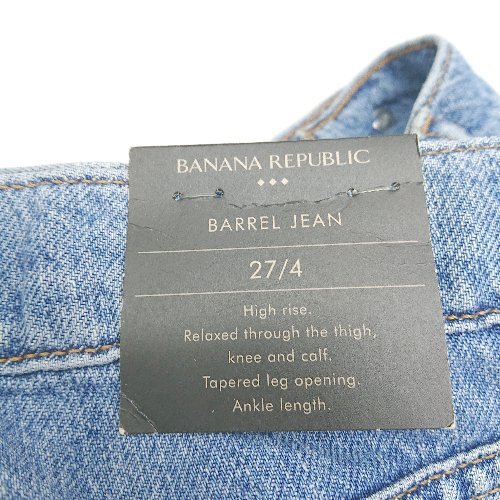 BANANA REPUBLIC
BARREL JEAN
27/4
High rise.
Relaxed through the thigh,
knee and calf.
Tapered leg opening.
Ankle length.